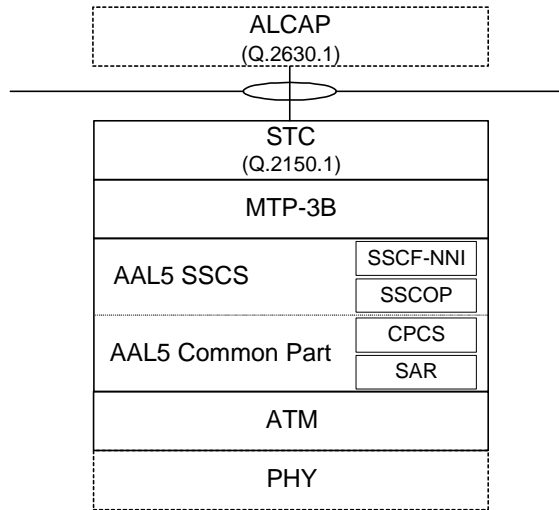 ALCAP
(Q.2630.1)
STC
(Q.2150.1)
MTP-3B
AAL5 SSCS
SSCF-NNI
SSCOP
AAL5 Common Part
CPCS
SAR
ATM
PHY